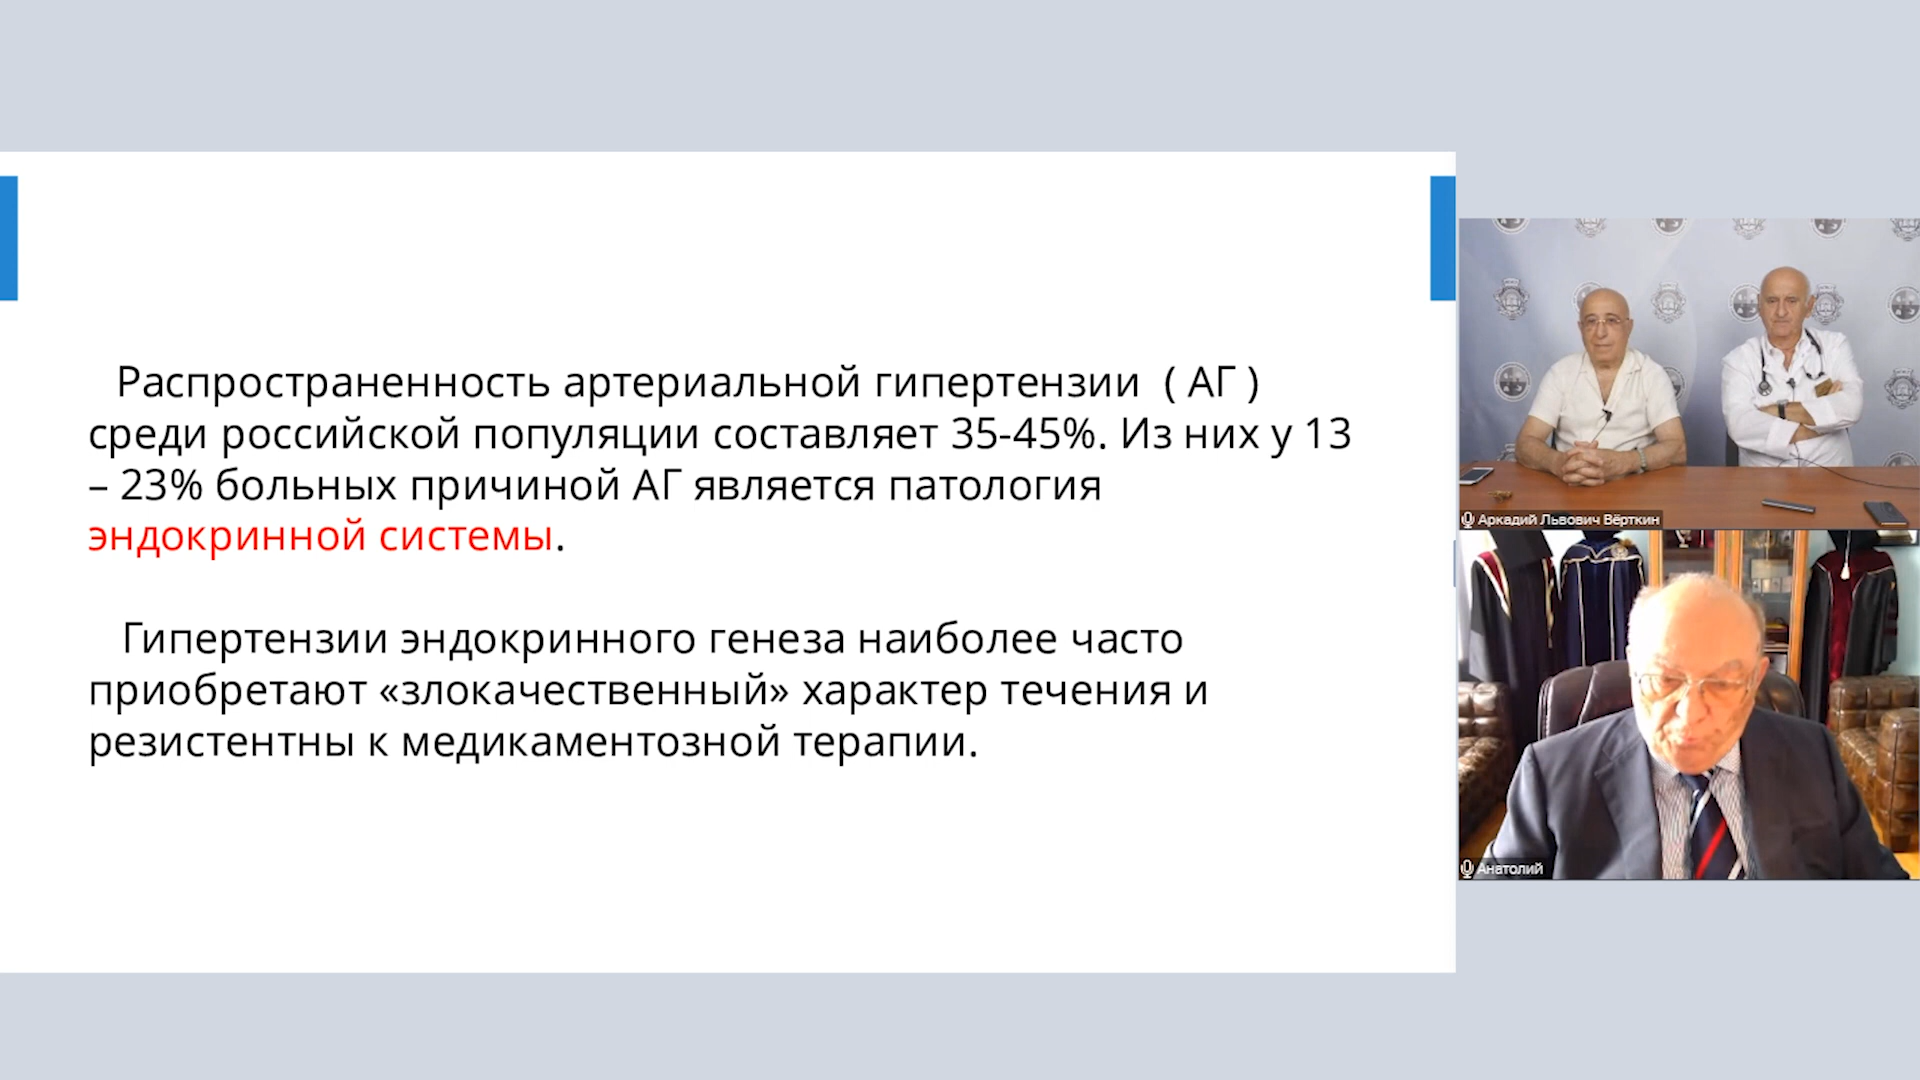 Распространенность артериальной гипертензии ( АГ )
среди российской популяции составляет 35-45%. Из них у 13
– 23% больных причиной АГ является патология
эндокринной системы.
Гипертензии эндокринного генеза наиболее часто
приобретают «злокачественный» характер течения и
резистентны к медикаментозной терапии.
Аркадий Львович Вёрткин
Анатолий